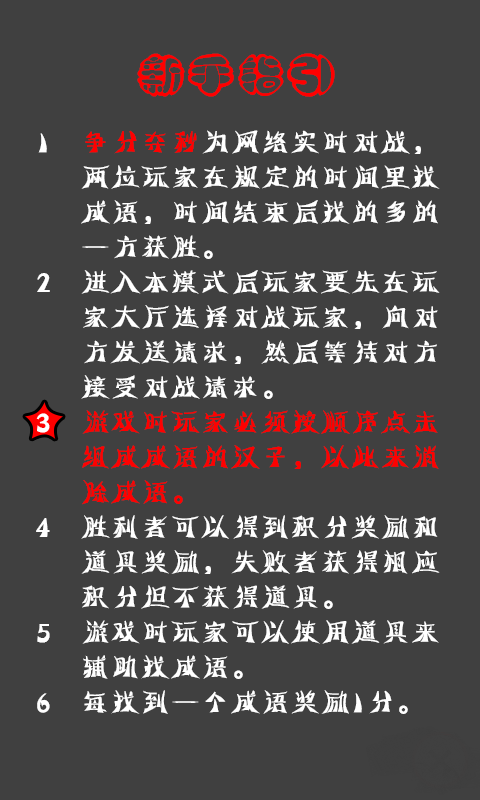 新手指引
1 争分夺秒为网络实时对战，
两位玩家在规定的时间里找
成语，时间结束后找的多的
一方获胜。
2 进入本模式后玩家要先在玩
家大厅选择对战玩家，向对
方发送请求，然后等待对方
接受对战请求。
3 游戏时玩家必须按顺序点击
组成成语的汉子，以此来消
除成语。
4 胜利者可以得到积分奖励和
道具奖励，失败者获得相应
积分但不获得道具。
5 游戏时玩家可以使用道具来
辅助找成语。
6 每找到一个成语奖励1分。